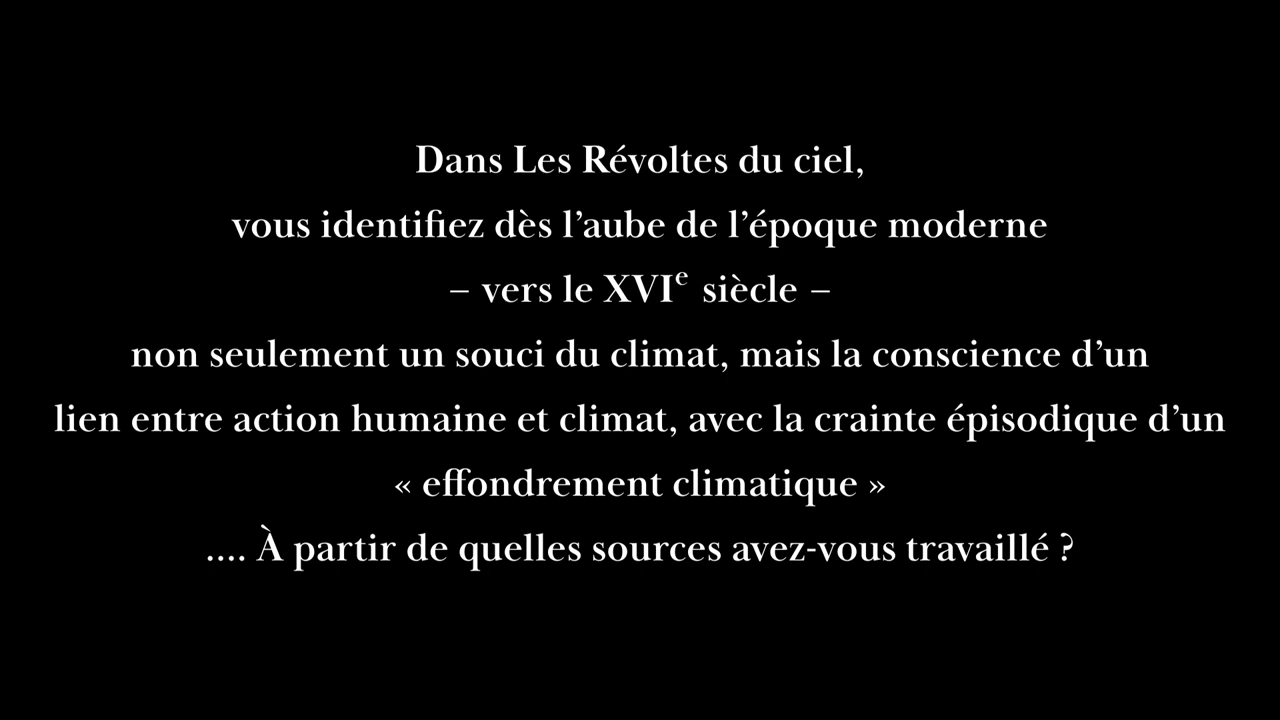 Dans Les Révoltes du ciel,
vous identifiez dès l’aube de l’époque moderne
– vers le XVIᵉ siècle –
non seulement un souci du climat, mais la conscience d’un
lien entre action humaine et climat, avec la crainte épisodique d’un
« effondrement climatique »
.... À partir de quelles sources avez-vous travaillé ?